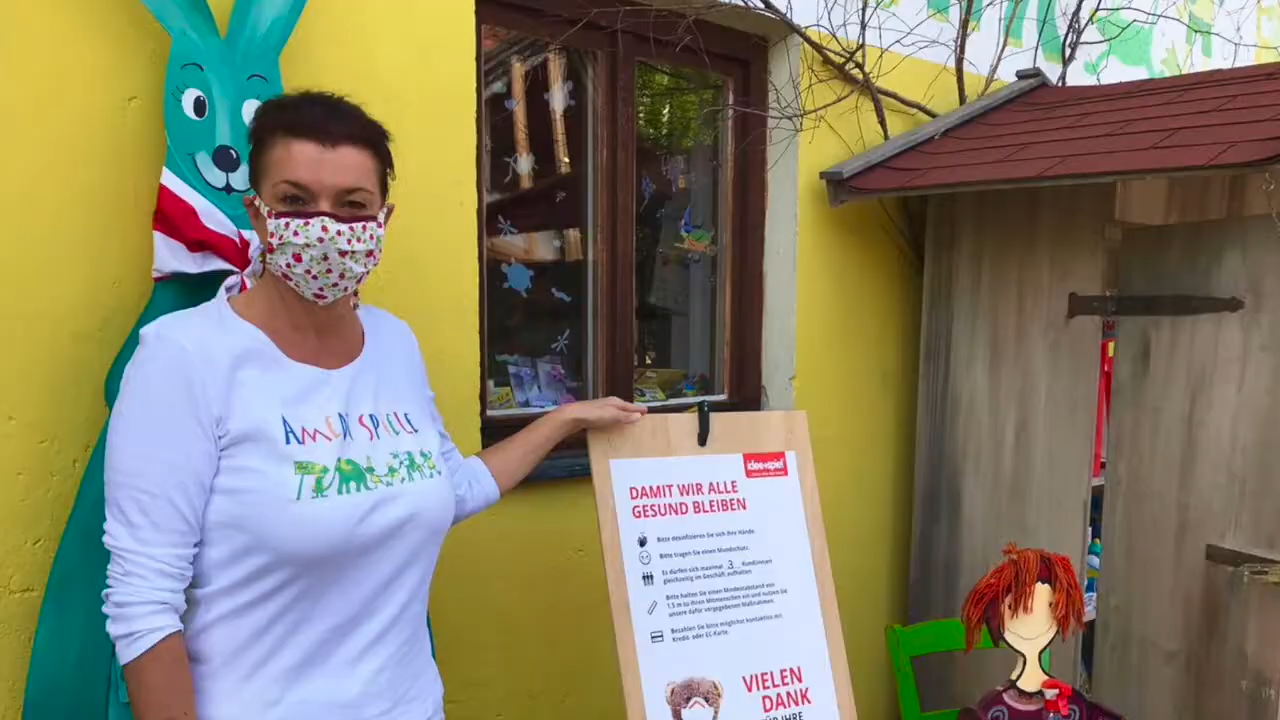 AMEDI SPIELE
idee+spiel
DAMIT WIR ALLE
GESUND BLEIBEN
Bitte desinfizieren sie sich Ihre Hände.
Bitte tragen Sie einen Mundschutz.
Es dürfen sich maximal 3 Kund:innen
gleichzeitig im Geschäft aufhalten
Bitte halten Sie einen Mindestabstand von
1,5 m zu Ihren Mitmenschen ein und nutzen Sie
unsere dafür vorgegebenen Maßnahmen.
Bezahlen Sie bitte möglichst kontaktlos mit
Kredit- oder EC-Karte.
VIELEN
DANK
FÜR IHRE